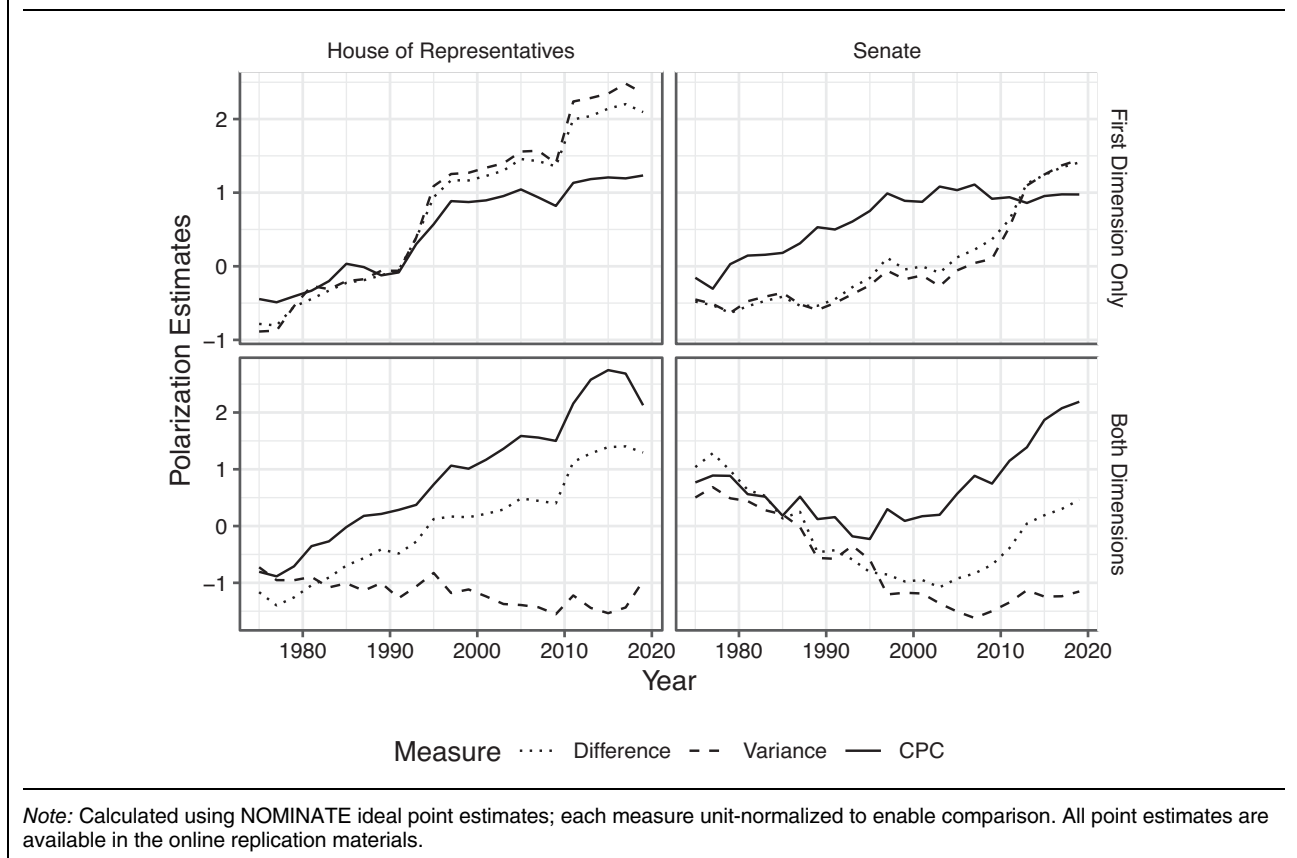 House of Representatives
Senate
2
1
0
−1
First Dimension Only
Polarization Estimates
2
1
0
−1
Both Dimensions
1980 1990 2000 2010 2020 1980 1990 2000 2010 2020
Year
Measure Difference Variance CPC
Note: Calculated using NOMINATE ideal point estimates; each measure unit-normalized to enable comparison. All point estimates are
available in the online replication materials.